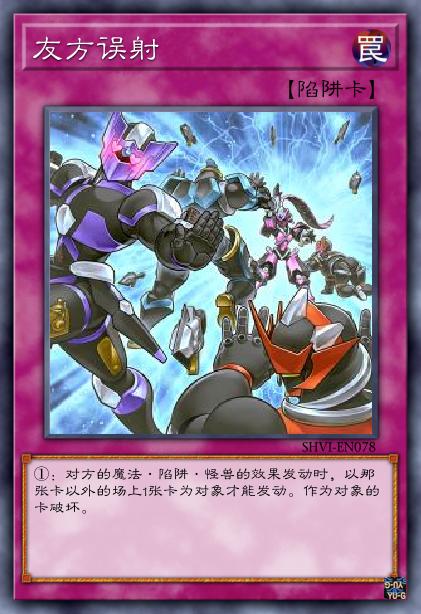 友方误射
罠
【陷阱卡】
SHVI-EN078
①：对方的魔法·陷阱·怪兽的效果发动时，以那
张卡以外的场上1张卡为对象才能发动。作为对象的
卡破坏。